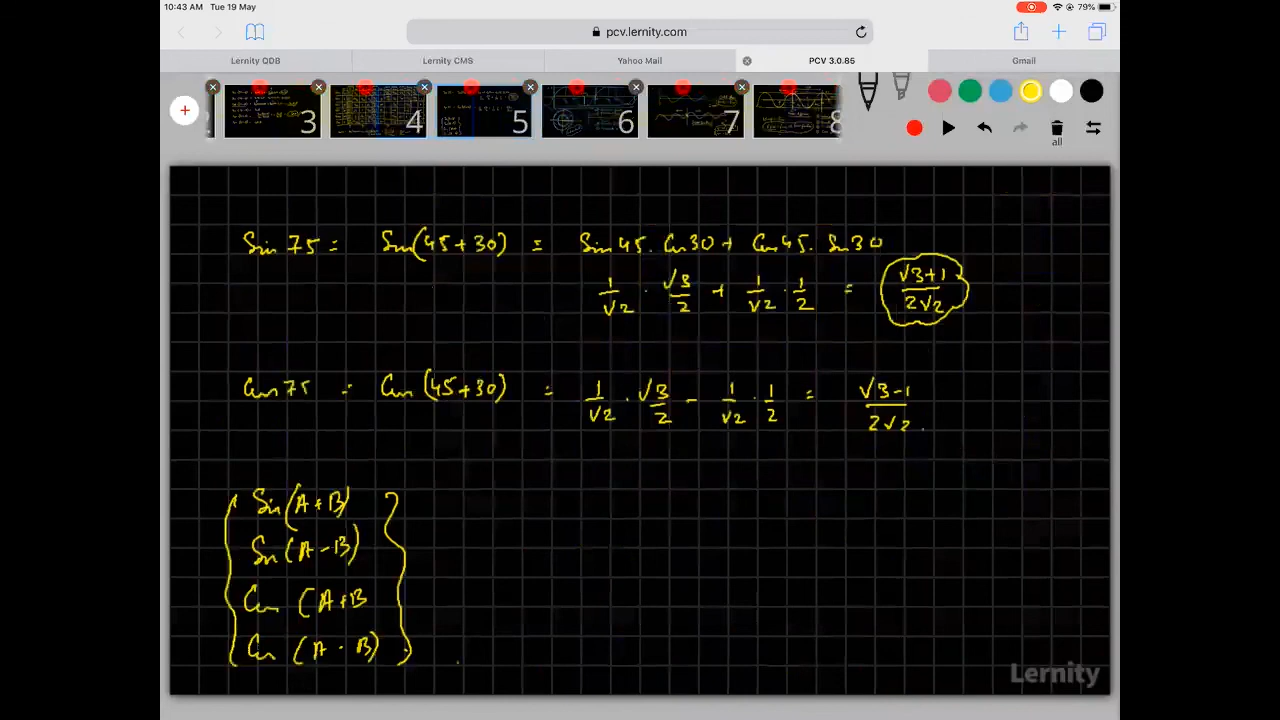 10:43 AM Tue 19 May
79%
pcv.lernity.com
Lernity QDB
Lernity CMS
Yahoo Mail
PCV 3.0.85
Gmail
3
4
5
6
7
8
all
Sin 75 = Sin(45+30) = Sin 45. Cos 30 + Cos 45. Sin 30
1/√2 · √3/2 + 1/√2 · 1/2 = √3+1/2√2
Cos 75 = Cos (45+30) = 1/√2 · √3/2 - 1/√2 · 1/2 = √3-1/2√2
Sin(A+B)
Sin(A-B)
Cos (A+B
Cos (A-B)
Lernity